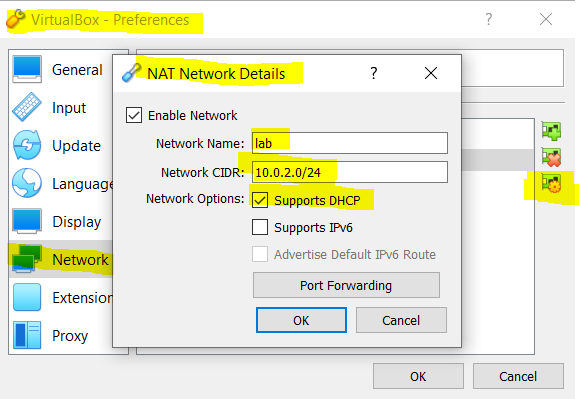 VirtualBox - Preferences
General
Input
Update
Language
Display
Network
Extension
Proxy
NAT Network Details
?
Enable Network
Network Name: lab
Network CIDR: 10.0.2.0/24
Network Options: Supports DHCP
Supports IPv6
Advertise Default IPv6 Route
Port Forwarding
OK Cancel
OK Cancel